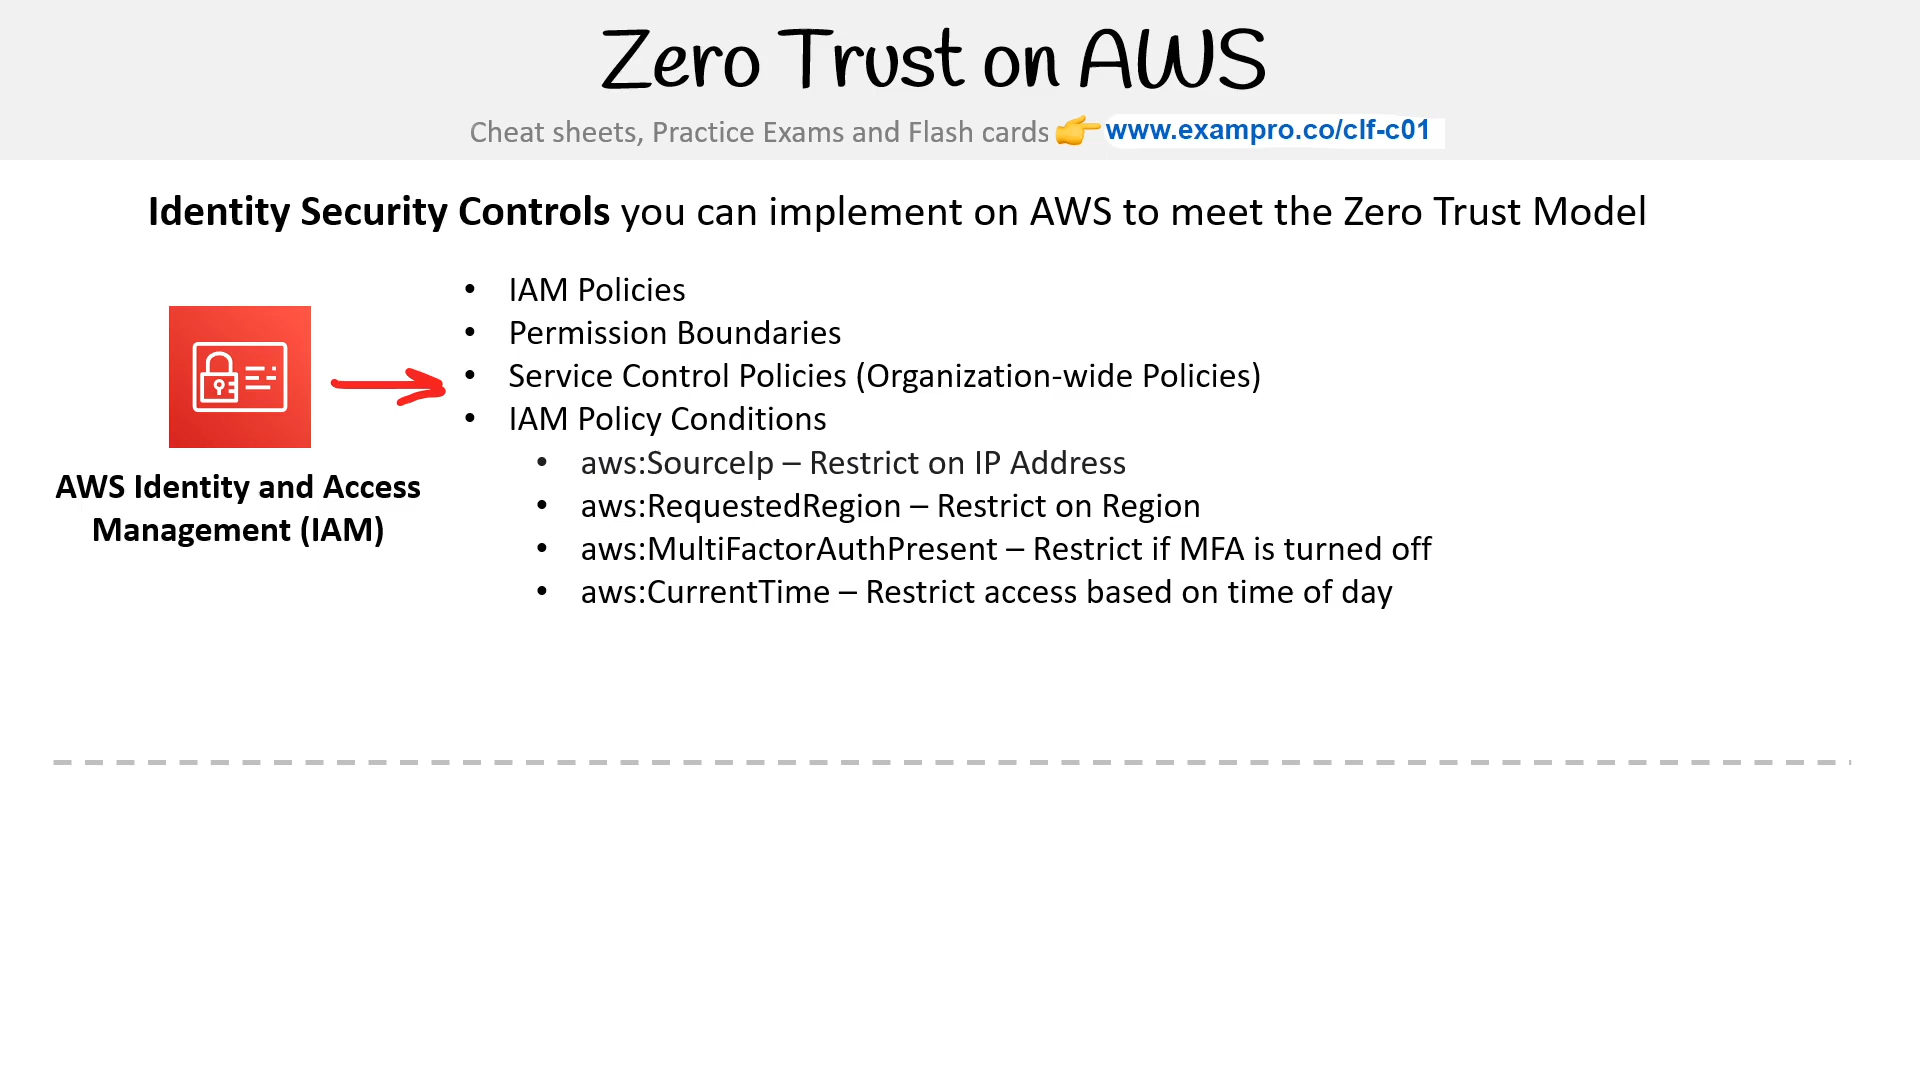 Zero Trust on AWS
Cheat sheets, Practice Exams and Flash cards 👉 www.exampro.co/clf-c01
Identity Security Controls you can implement on AWS to meet the Zero Trust Model
• IAM Policies
• Permission Boundaries
• Service Control Policies (Organization-wide Policies)
• IAM Policy Conditions
• aws:SourceIp – Restrict on IP Address
• aws:RequestedRegion – Restrict on Region
• aws:MultiFactorAuthPresent – Restrict if MFA is turned off
• aws:CurrentTime – Restrict access based on time of day
AWS Identity and Access
Management (IAM)